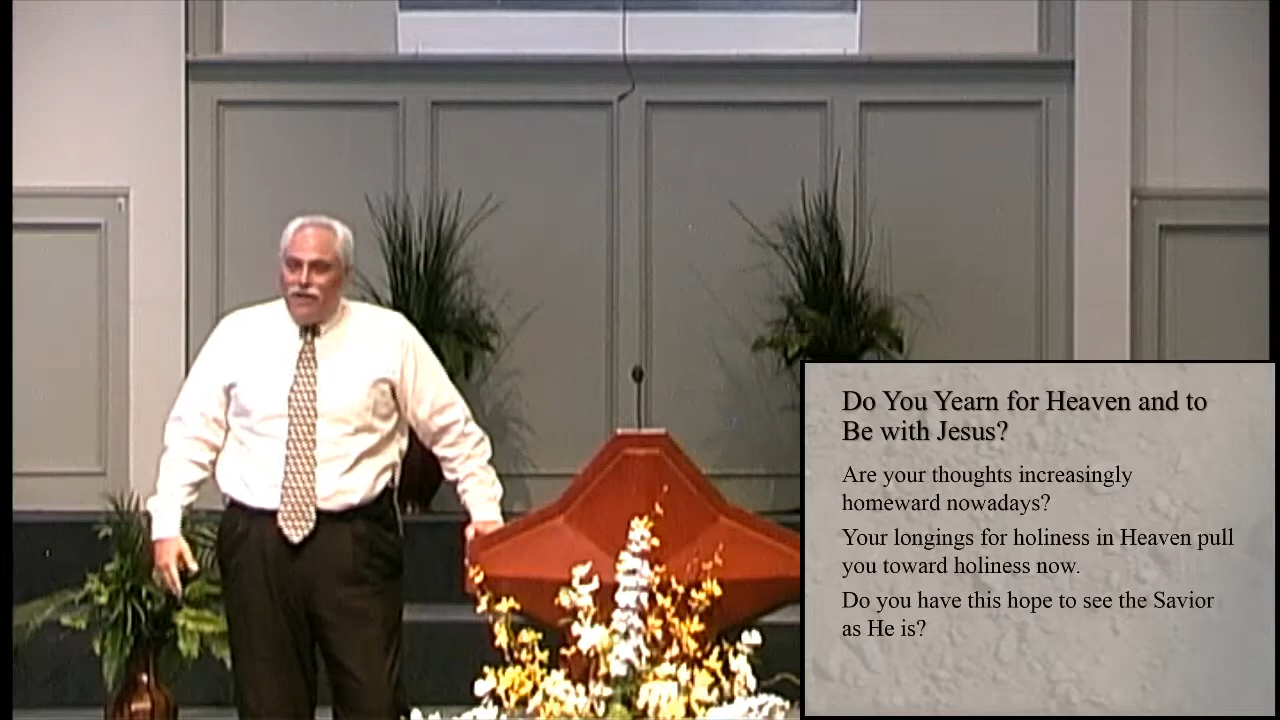 Do You Yearn for Heaven and to
Be with Jesus?
Are your thoughts increasingly
homeward nowadays?
Your longings for holiness in Heaven pull
you toward holiness now.
Do you have this hope to see the Savior
as He is?